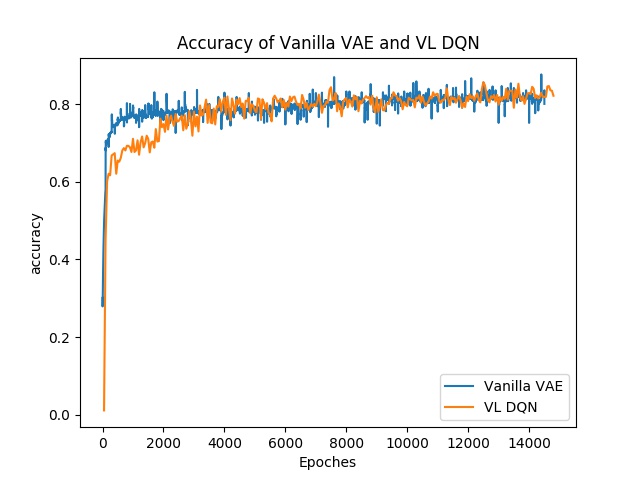 Accuracy of Vanilla VAE and VL DQN
accuracy
0.8
0.6
0.4
0.2
0.0
0 2000 4000 6000 8000 10000 12000 14000
Epoches
Vanilla VAE
VL DQN